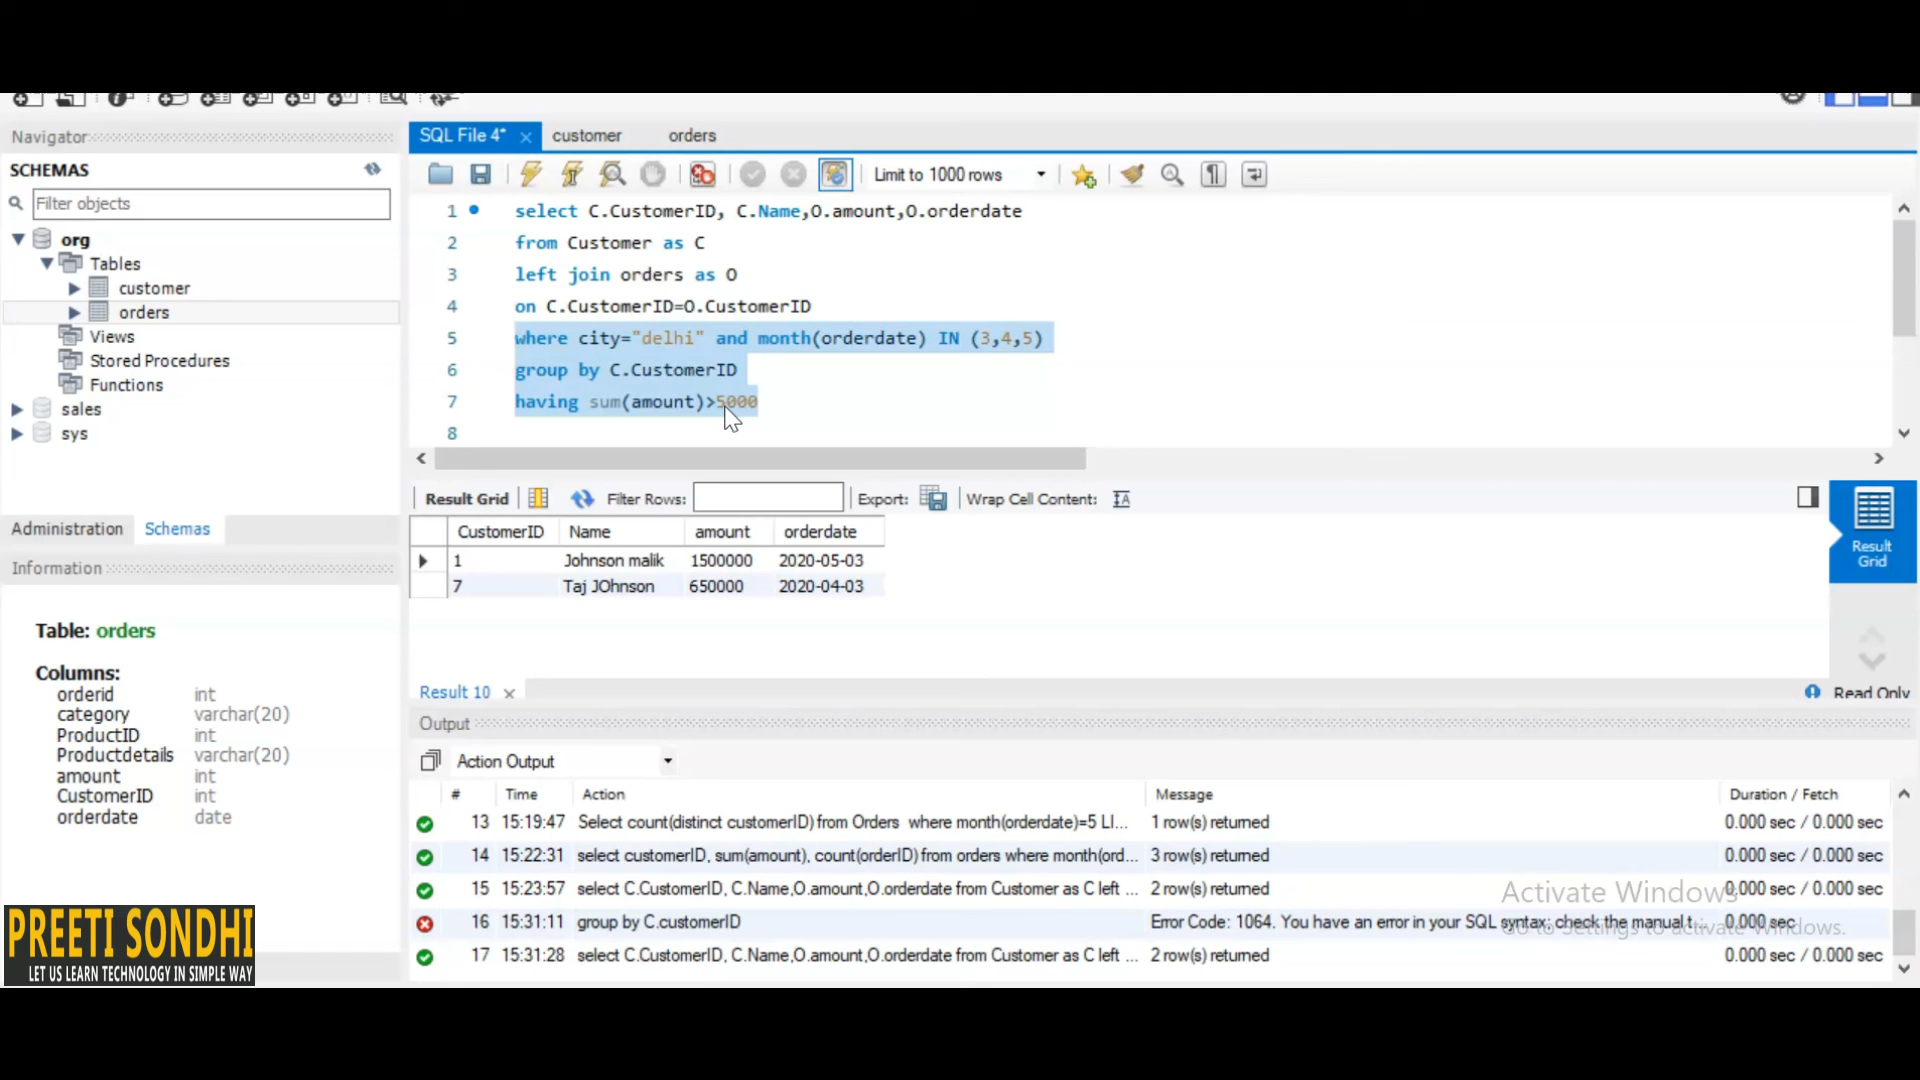 Navigator
SCHEMAS
Filter objects
org
Tables
customer
orders
Views
Stored Procedures
Functions
sales
sys
Administration Schemas
Information
Table: orders
Columns:
orderid int
category varchar(20)
ProductID int
Productdetails varchar(20)
amount int
CustomerID int
orderdate date
PREETI SONDHI
LET US LEARN TECHNOLOGY IN SIMPLE WAY
SQL File 4* customer orders
Limit to 1000 rows
1 select C.CustomerID, C.Name,O.amount,O.orderdate
2 from Customer as C
3 left join orders as O
4 on C.CustomerID=O.CustomerID
5 where city="delhi" and month(orderdate) IN (3,4,5)
6 group by C.CustomerID
7 having sum(amount)>5000
8
Result Grid Filter Rows: Export: Wrap Cell Content:
CustomerID Name amount orderdate
1 Johnson malik 1500000 2020-05-03
7 Taj JOhnson 650000 2020-04-03
Result Grid
Result 10 Read Only
Output
Action Output
# Time Action Message Duration / Fetch
13 15:19:47 Select count(distinct customerID) from Orders where month(orderdate)=5 LI... 1 row(s) returned 0.000 sec / 0.000 sec
14 15:22:31 select customerID, sum(amount), count(orderID) from orders where month(ord... 3 row(s) returned 0.000 sec / 0.000 sec
15 15:23:57 select C.CustomerID, C.Name,O.amount,O.orderdate from Customer as C left ... 2 row(s) returned 0.000 sec / 0.000 sec
16 15:31:11 group by C.customerID Error Code: 1064. You have an error in your SQL syntax; check the manual t... 0.000 sec
17 15:31:28 select C.CustomerID, C.Name,O.amount,O.orderdate from Customer as C left ... 2 row(s) returned 0.000 sec / 0.000 sec
Activate Windows
Go to Settings to activate Windows.